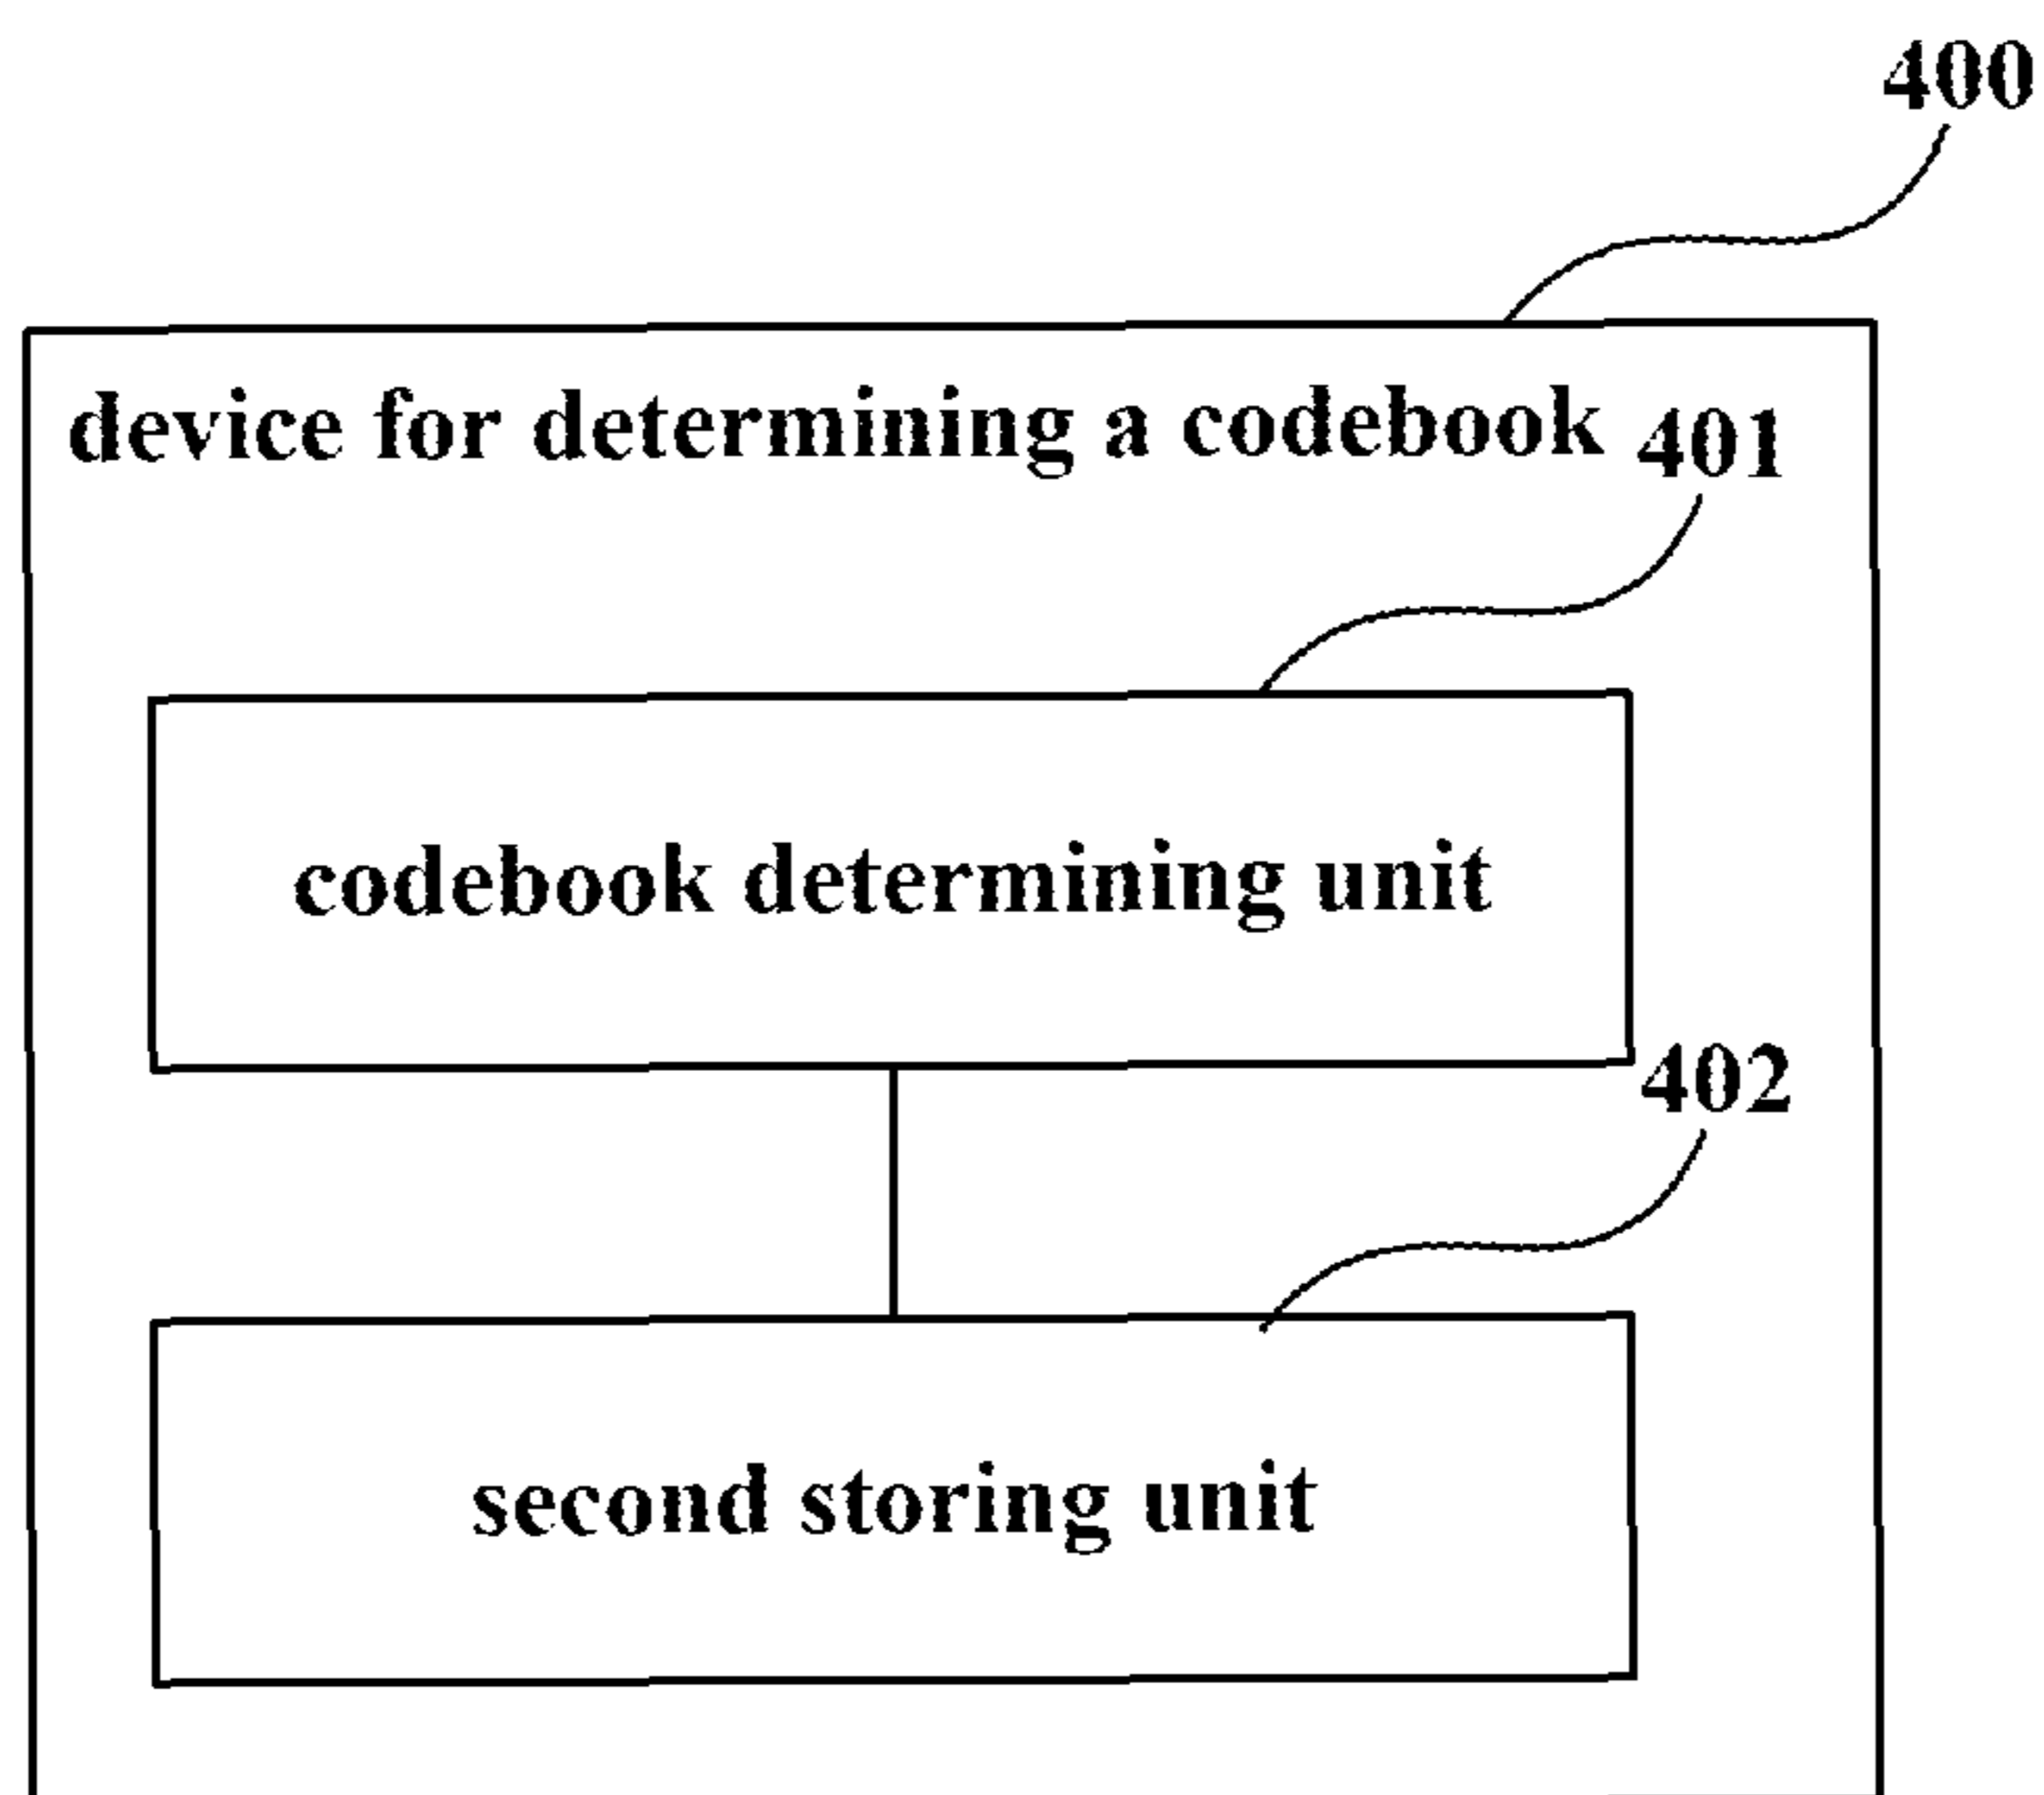 400
device for determining a codebook
401
codebook determining unit
402
second storing unit